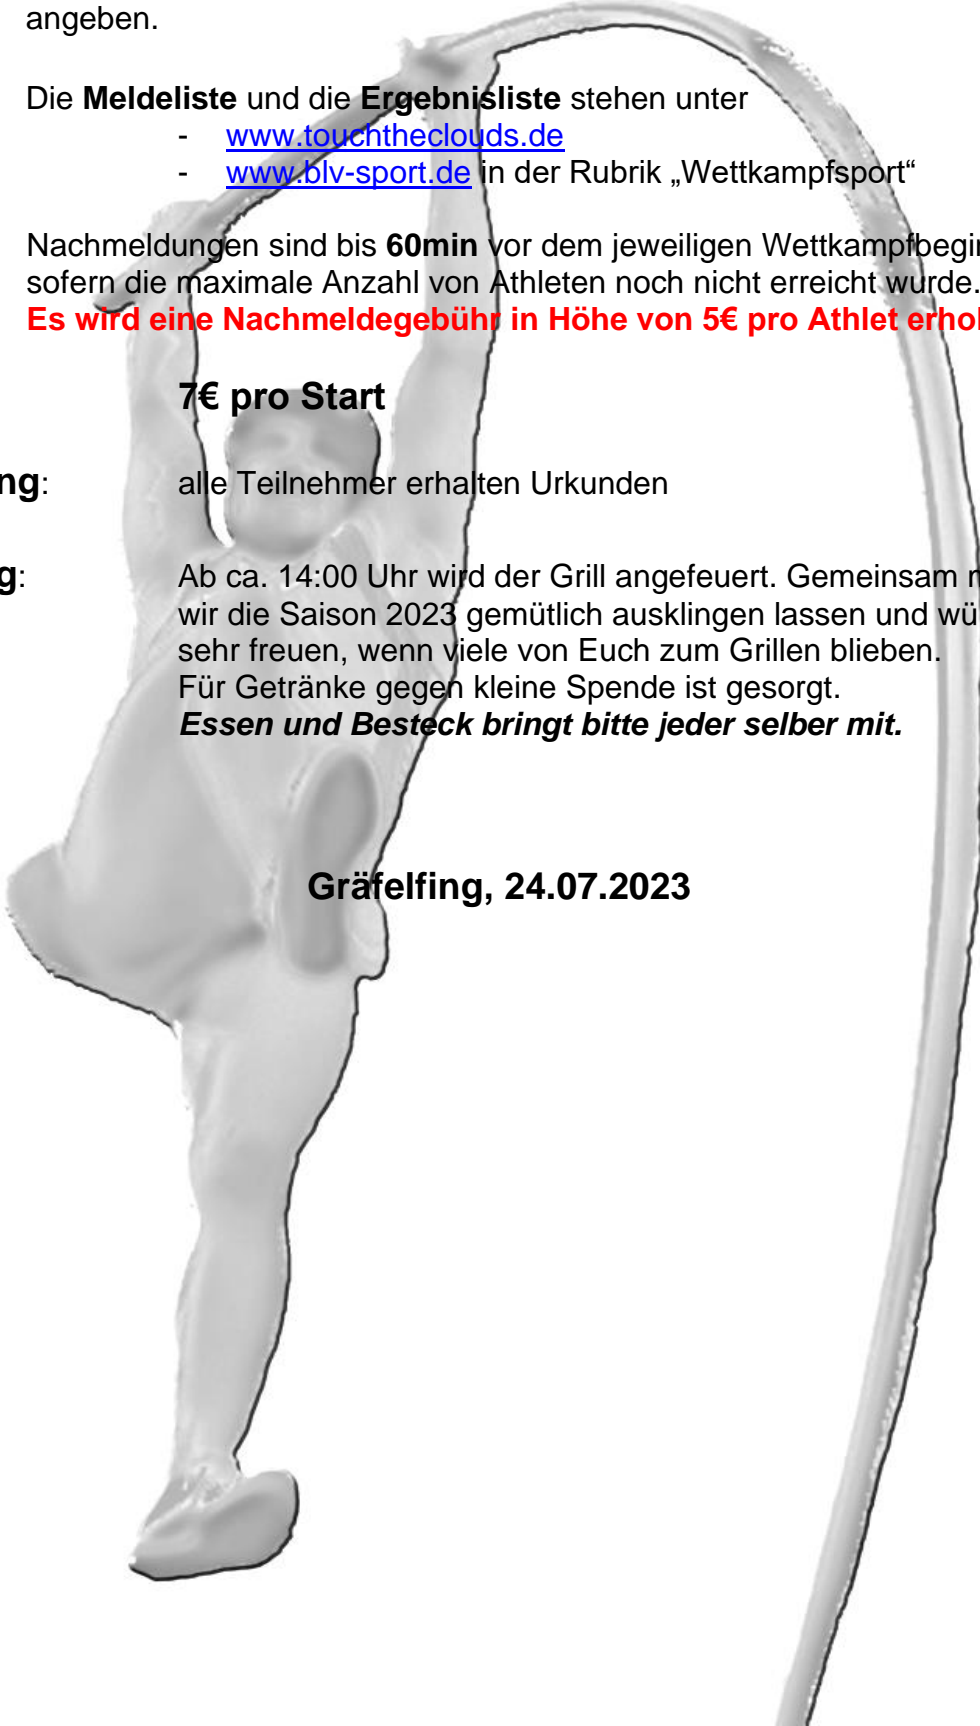 angeben.
Die Meldeliste und die Ergebnisliste stehen unter
- www.touchtheclouds.de
- www.blv-sport.de in der Rubrik „Wettkampfsport“
Nachmeldungen sind bis 60min vor dem jeweiligen Wettkampfbegin
sofern die maximale Anzahl von Athleten noch nicht erreicht wurde.
Es wird eine Nachmeldegebühr in Höhe von 5€ pro Athlet erho
7€ pro Start
ng: alle Teilnehmer erhalten Urkunden
g: Ab ca. 14:00 Uhr wird der Grill angefeuert. Gemeinsam
wir die Saison 2023 gemütlich ausklingen lassen und wü
sehr freuen, wenn viele von Euch zum Grillen blieben.
Für Getränke gegen kleine Spende ist gesorgt.
Essen und Besteck bringt bitte jeder selber mit.
Gräfelfing, 24.07.2023